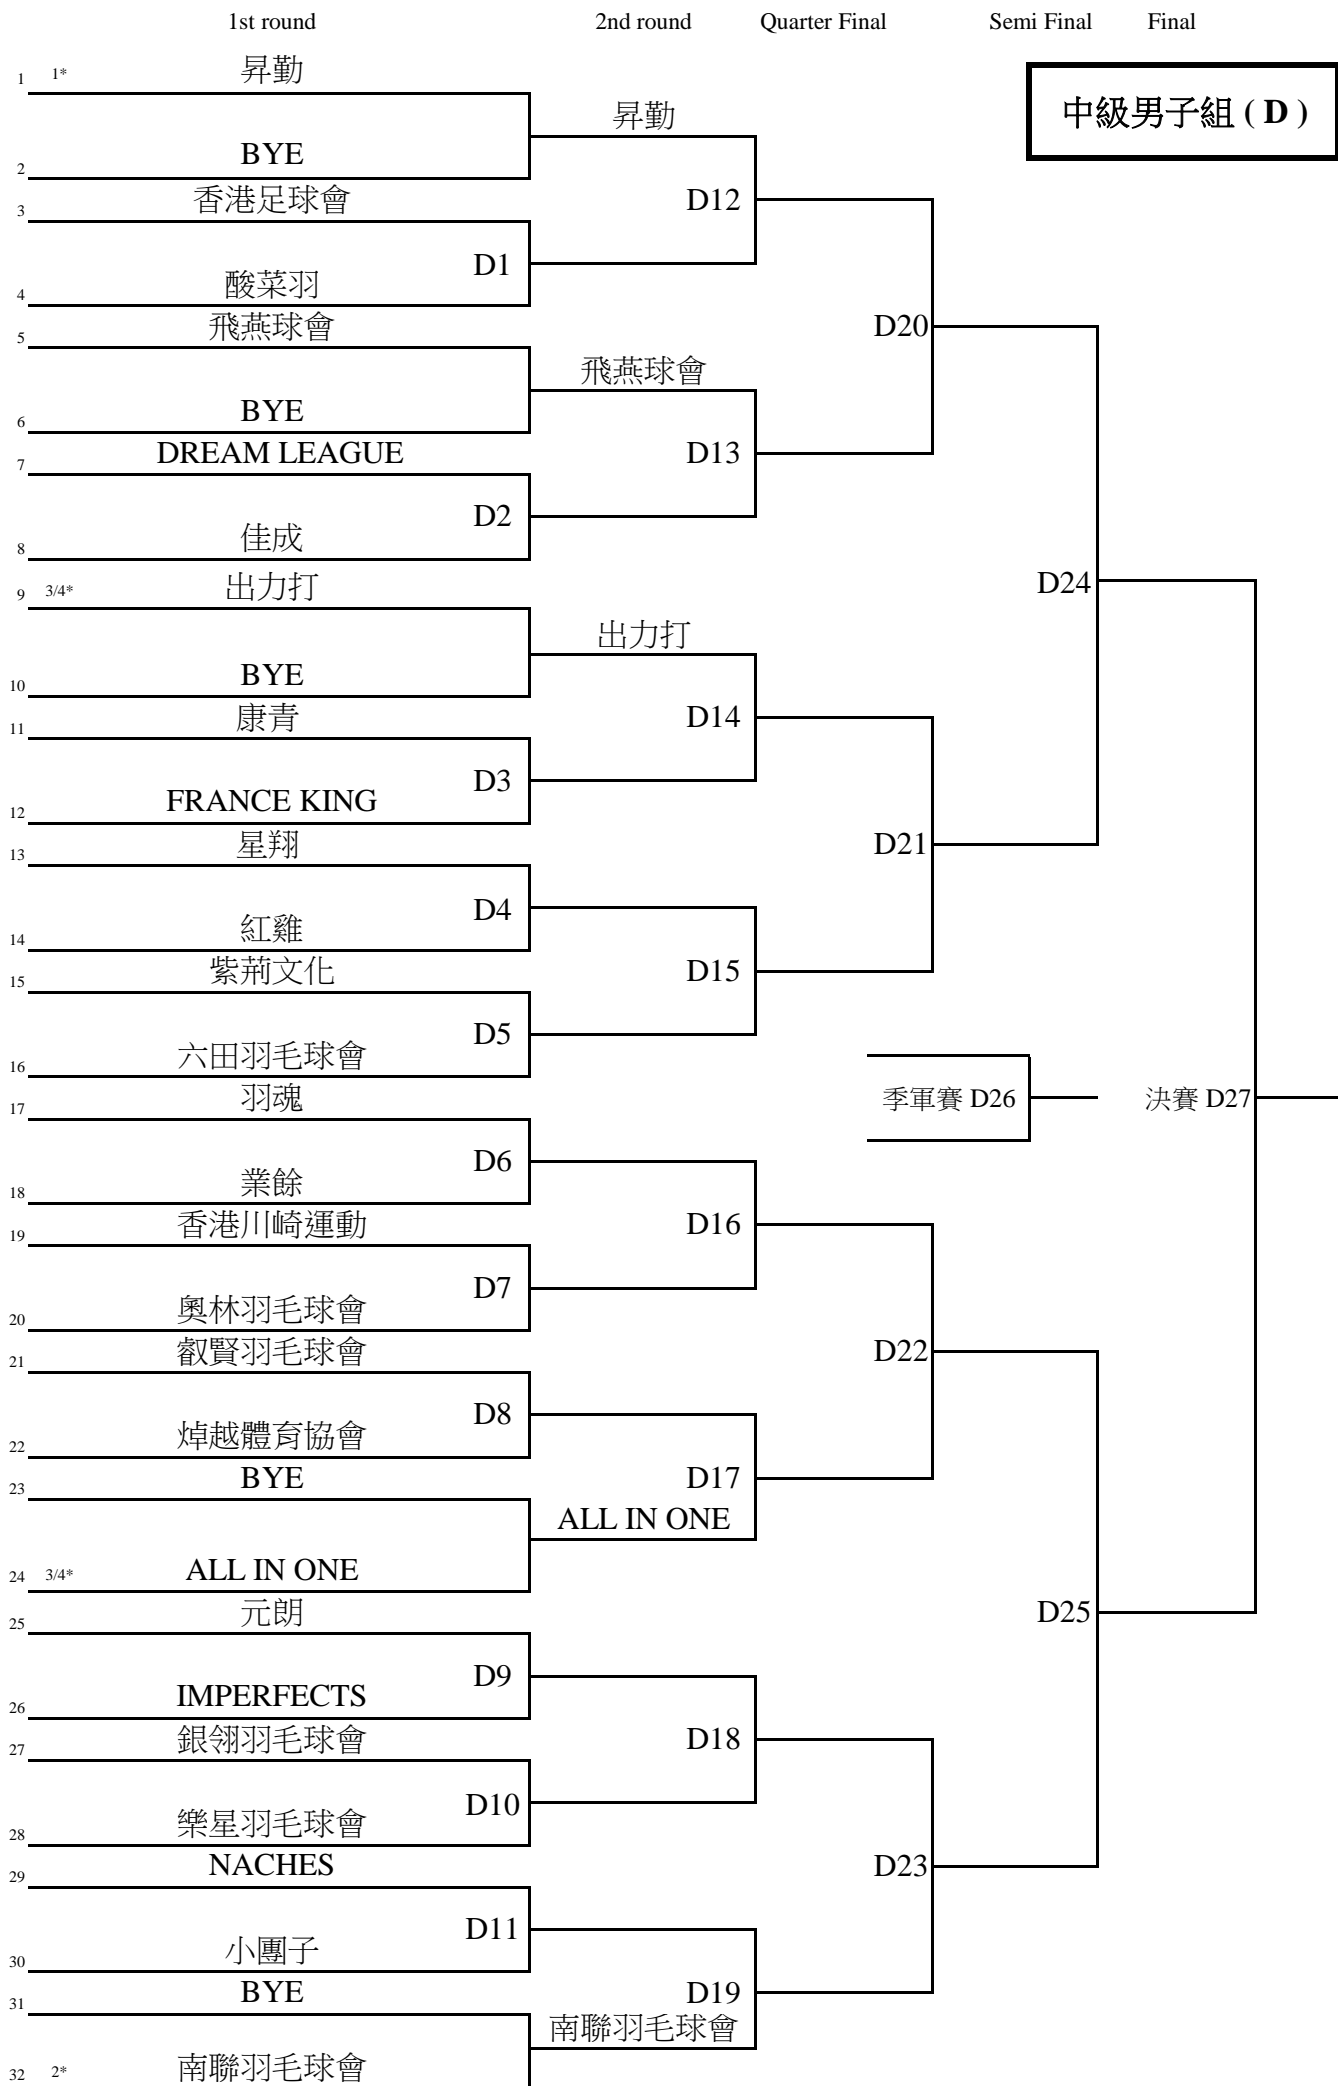 1st round 2nd round Quarter Final Semi Final Final
中級男子組 ( D )
1 1* 昇勤
昇勤
2 BYE
D12
3 香港足球會
D1
4 酸菜羽
D20
5 飛燕球會
飛燕球會
6 BYE
D13
7 DREAM LEAGUE
D2
8 佳成
D24
9 3/4* 出力打
出力打
10 BYE
D14
11 康青
D3
12 FRANCE KING
D21
13 星翔
D4
14 紅雞
D15
15 紫荊文化
D5
16 六田羽毛球會
季軍賽 D26 決賽 D27
17 羽魂
D6
18 業餘
D16
19 香港川崎運動
D7
20 奧林羽毛球會
D22
21 叡賢羽毛球會
D8
22 焯越體育協會
D17
23 BYE
ALL IN ONE
24 3/4* ALL IN ONE
D25
25 元朗
D9
26 IMPERFECTS
D18
27 銀翎羽毛球會
D10
28 樂星羽毛球會
D23
29 NACHES
D11
30 小團子
D19
31 BYE
南聯羽毛球會
32 2* 南聯羽毛球會